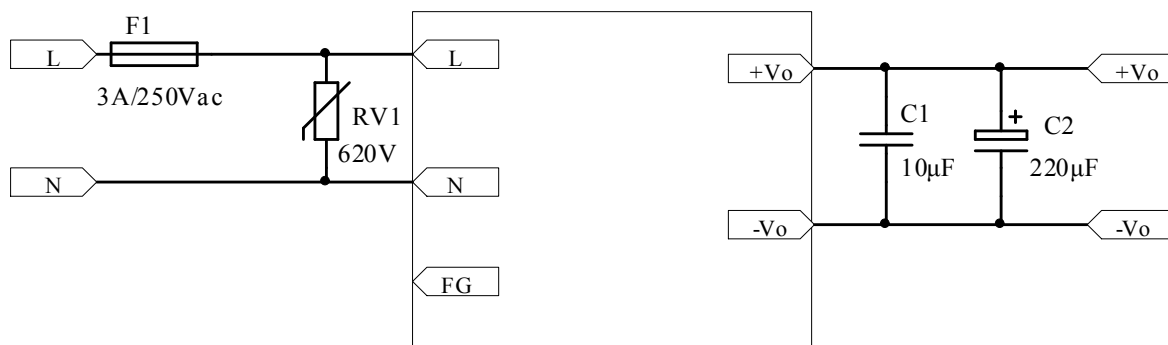 F1
L
L
3A/250Vac
RV1
620V
N
N
FG
+Vo
+Vo
C1
10μF
+
C2
220μF
-Vo
-Vo